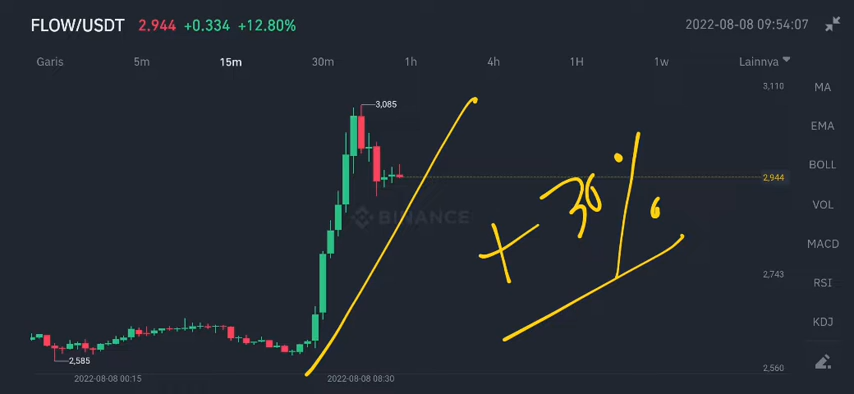 FLOW/USDT 2.944 +0.334 +12.80% 2022-08-08 09:54:07
Garis 5m 15m 30m 1h 4h 1H 1w Lainnya
3,110
MA
3,085
EMA
BOLL
2,944
VOL
BINANCE
MACD
2,743
RSI
KDJ
2,585
2,560
2022-08-08 00:15 2022-08-08 08:30
+ 30%